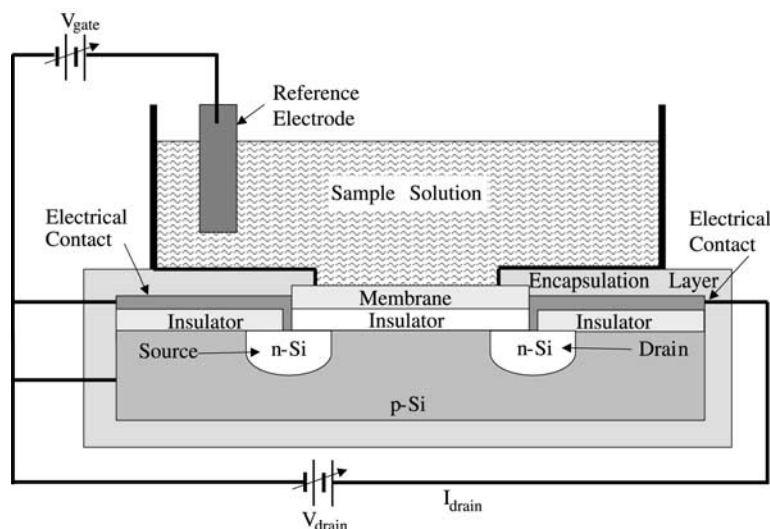 Vgate
Reference
Electrode
Sample Solution
Electrical
Contact
Electrical
Contact
Encapsulation Layer
Membrane
Insulator
Insulator
Insulator
Source
n-Si
n-Si
Drain
p-Si
Vdrain
Idrain